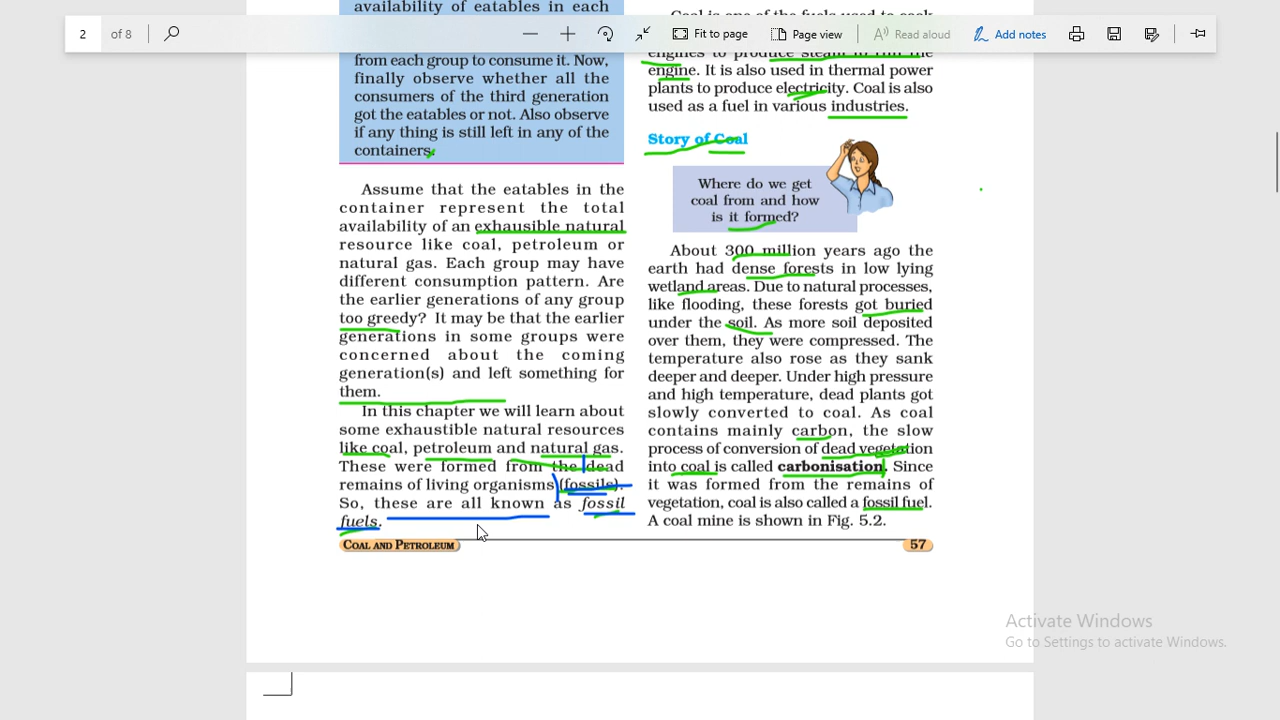 availability of eatables in each
2 of 8
Fit to page
Page view
Read aloud
Add notes
from each group to consume it. Now,
finally observe whether all the
consumers of the third generation
got the eatables or not. Also observe
if any thing is still left in any of the
containers.
Assume that the eatables in the
container represent the total
availability of an exhausible natural
resource like coal, petroleum or
natural gas. Each group may have
different consumption pattern. Are
the earlier generations of any group
too greedy? It may be that the earlier
generations in some groups were
concerned about the coming
generation(s) and left something for
them.
In this chapter we will learn about
some exhaustible natural resources
like coal, petroleum and natural gas.
These were formed from the dead
remains of living organisms (fossils).
So, these are all known as fossil
fuels.
COAL AND PETROLEUM
Coal is one of the fuels used to cook
engines to produce steam to run the
engine. It is also used in thermal power
plants to produce electricity. Coal is also
used as a fuel in various industries.
Story of Coal
Where do we get
coal from and how
is it formed?
About 300 million years ago the
earth had dense forests in low lying
wetland areas. Due to natural processes,
like flooding, these forests got buried
under the soil. As more soil deposited
over them, they were compressed. The
temperature also rose as they sank
deeper and deeper. Under high pressure
and high temperature, dead plants got
slowly converted to coal. As coal
contains mainly carbon, the slow
process of conversion of dead vegetation
into coal is called carbonisation. Since
it was formed from the remains of
vegetation, coal is also called a fossil fuel.
A coal mine is shown in Fig. 5.2.
57
Activate Windows
Go to Settings to activate Windows.